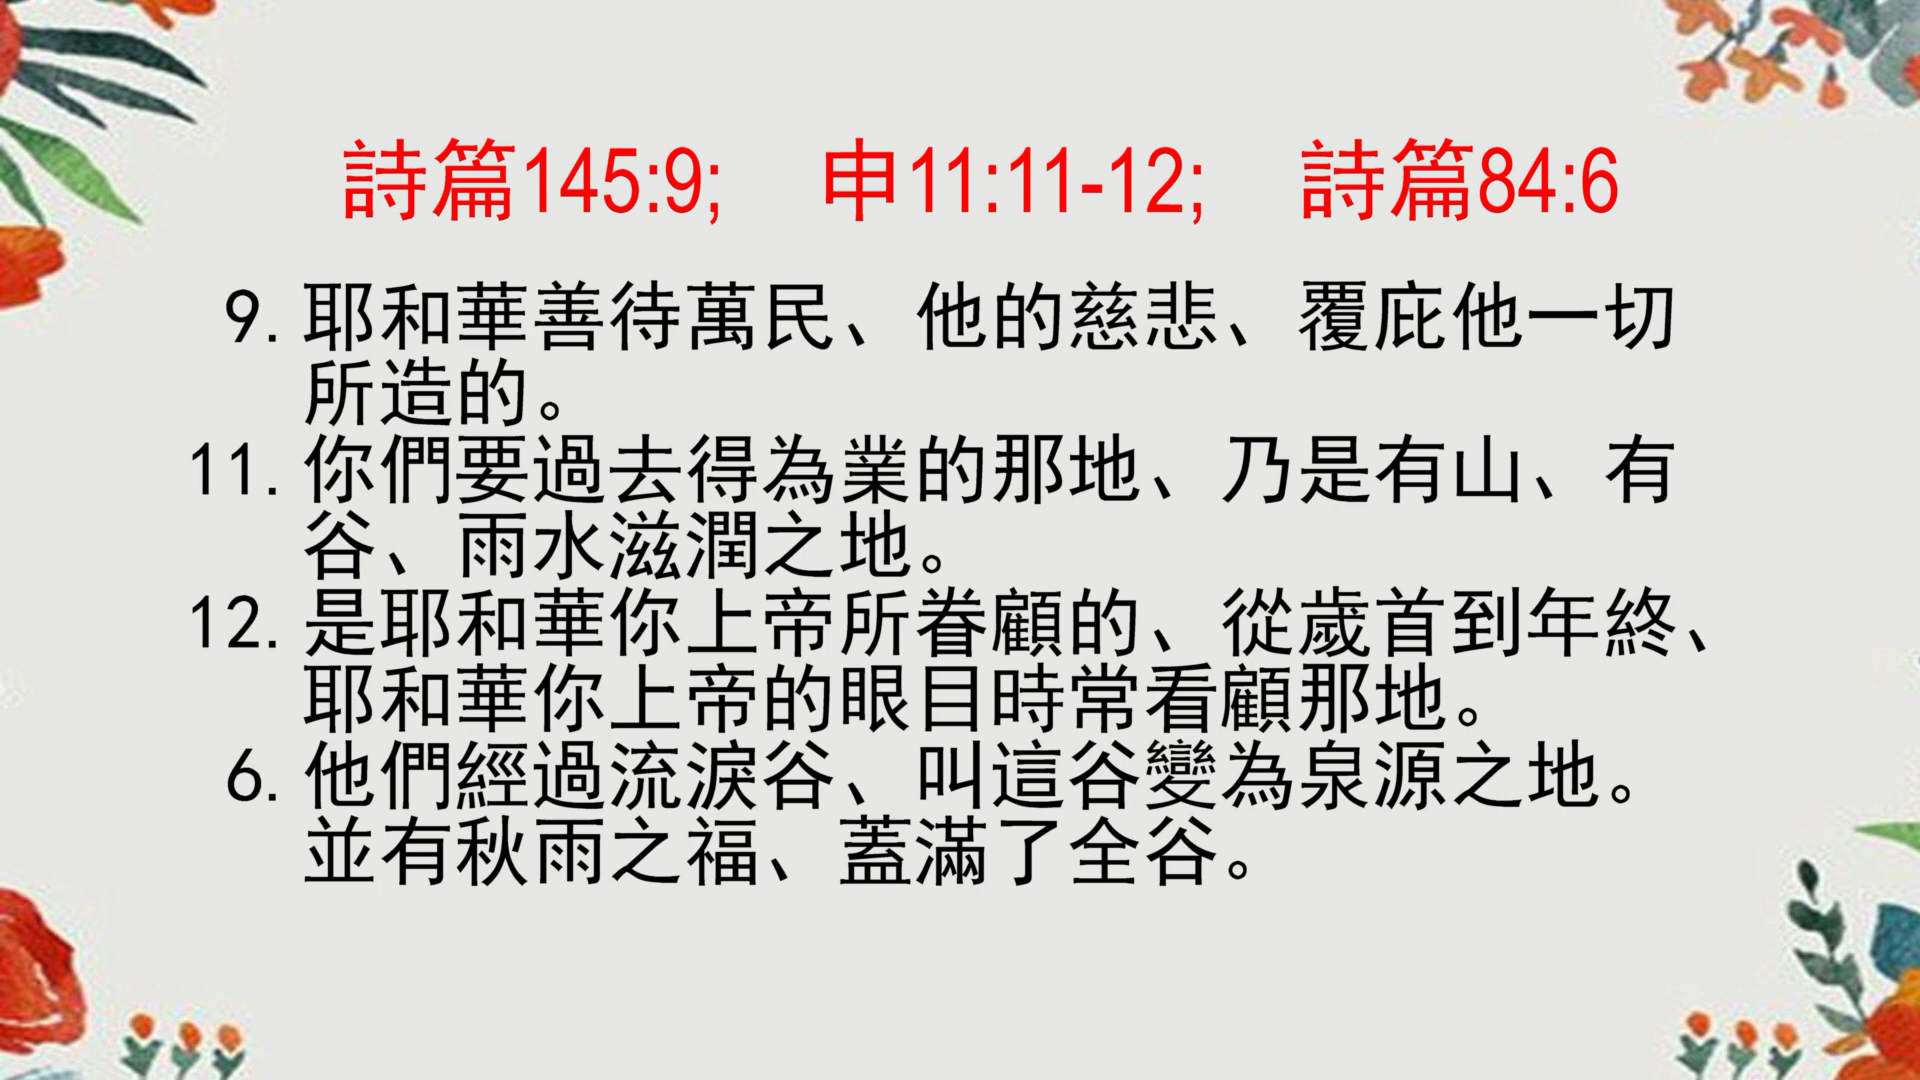 詩篇145:9; 申11:11-12; 詩篇84:6
9. 耶和華善待萬民、他的慈悲、覆庇他一切
所造的。
11. 你們要過去得為業的那地、乃是有山、有
谷、雨水滋潤之地。
12. 是耶和華你上帝所眷顧的、從歲首到年終、
耶和華你上帝的眼目時常看顧那地。
6. 他們經過流淚谷、叫這谷變為泉源之地。
並有秋雨之福、蓋滿了全谷。